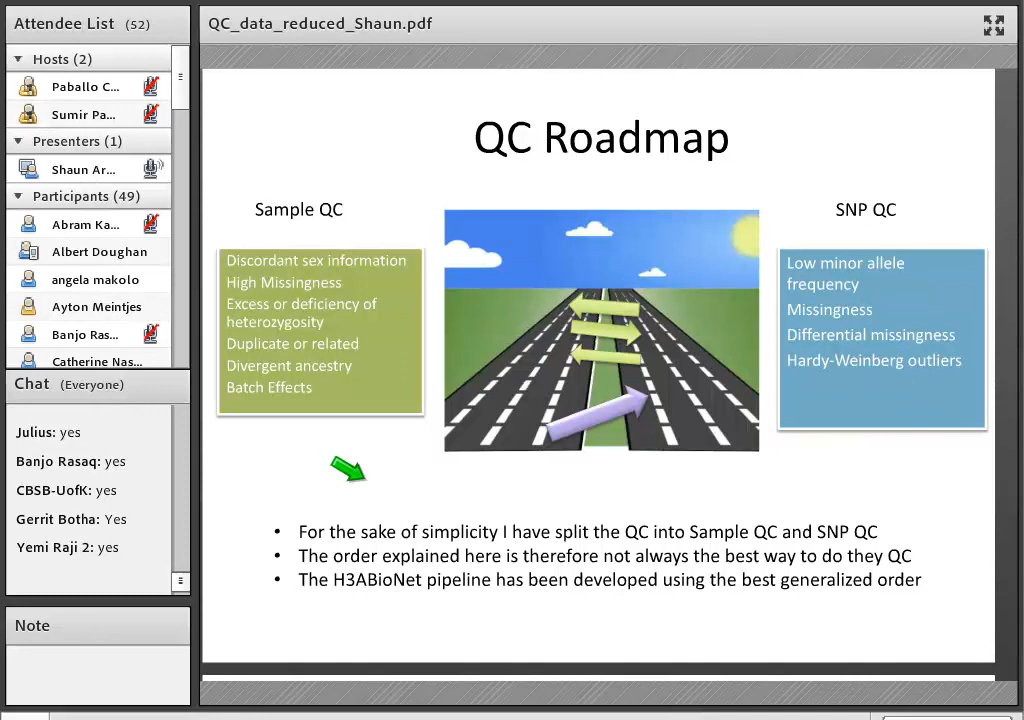 Attendee List (52)
Hosts (2)
Paballo C...
Sumir Pa...
Presenters (1)
Shaun Ar...
Participants (49)
Abram Ka...
Albert Doughan
angela makolo
Ayton Meintjes
Banjo Ras...
Catherine Nas...
Chat (Everyone)
Julius: yes
Banjo Rasaq: yes
CBSB-UofK: yes
Gerrit Botha: Yes
Yemi Raji 2: yes
Note
QC_data_reduced_Shaun.pdf
QC Roadmap
Sample QC
Discordant sex information
High Missingness
Excess or deficiency of
heterozygosity
Duplicate or related
Divergent ancestry
Batch Effects
SNP QC
Low minor allele
frequency
Missingness
Differential missingness
Hardy-Weinberg outliers
• For the sake of simplicity I have split the QC into Sample QC and SNP QC
• The order explained here is therefore not always the best way to do they QC
• The H3ABioNet pipeline has been developed using the best generalized order